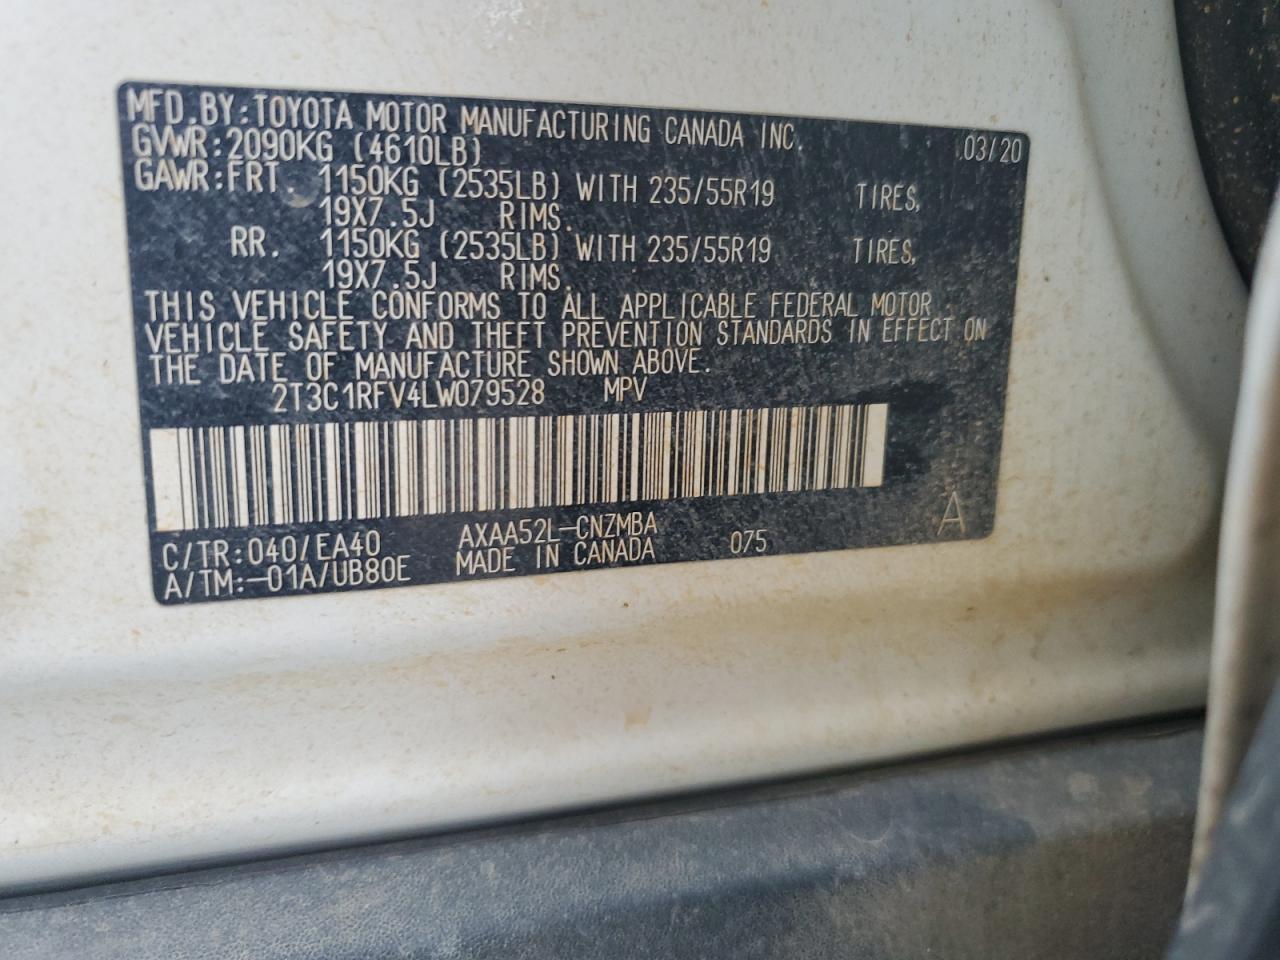 MFD.BY:TOYOTA MOTOR MANUFACTURING CANADA INC. 03/20
GVWR:2090KG (4610LB)
GAWR:FRT. 1150KG (2535LB) WITH 235/55R19 TIRES,
19X7.5J RIMS.
RR. 1150KG (2535LB) WITH 235/55R19 TIRES,
19X7.5J RIMS.
THIS VEHICLE CONFORMS TO ALL APPLICABLE FEDERAL MOTOR
VEHICLE SAFETY AND THEFT PREVENTION STANDARDS IN EFFECT ON
THE DATE OF MANUFACTURE SHOWN ABOVE.
2T3C1RFV4LW079528 MPV
C/TR:040/EA40 AXAA52L-CNZMBA 075 A
A/TM:-01A/UB80E MADE IN CANADA